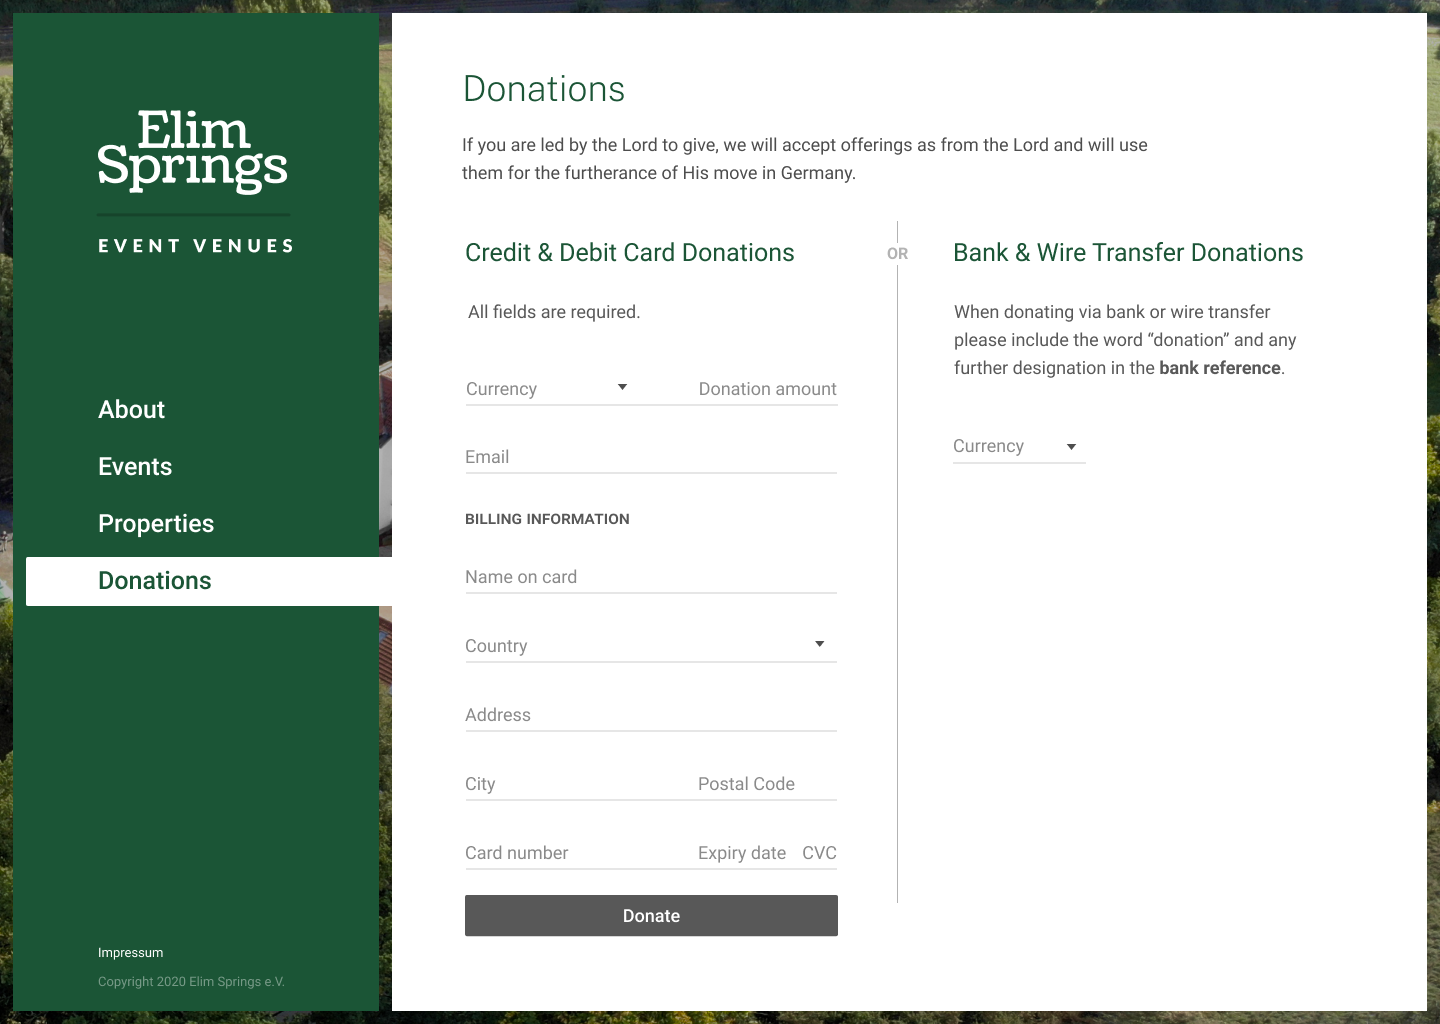 Elim
Springs
EVENT VENUES
About
Events
Properties
Donations
Impressum
Copyright 2020 Elim Springs e.V.
Donations
If you are led by the Lord to give, we will accept offerings as from the Lord and will use
them for the furtherance of His move in Germany.
Credit & Debit Card Donations
All fields are required.
Currency Donation amount
Email
BILLING INFORMATION
Name on card
Country
Address
City Postal Code
Card number Expiry date CVC
Donate
OR
Bank & Wire Transfer Donations
When donating via bank or wire transfer
please include the word “donation” and any
further designation in the bank reference.
Currency